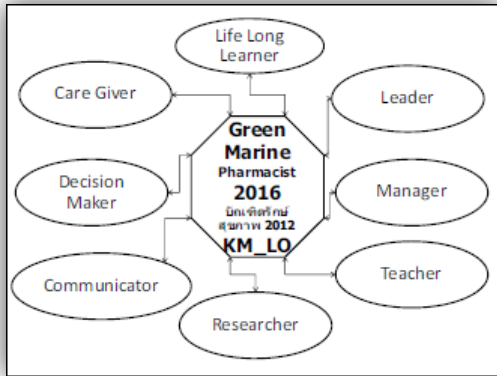 Life Long
Learner
Care Giver
Leader
Green
Marine
Pharmacist
2016
บัณฑิตรักษ์
สุขภาพ 2012
KM_LO
Decision
Maker
Manager
Communicator
Teacher
Researcher